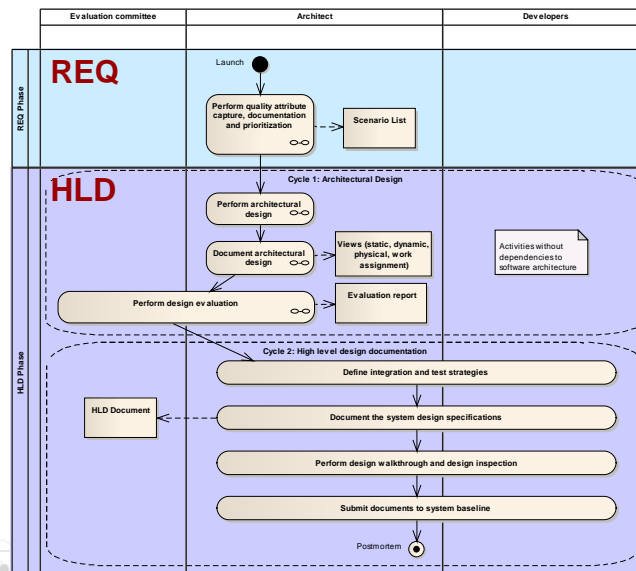 Evaluation committee
Architect
Developers
REQ Phase
REQ
Launch
Perform quality attribute
capture, documentation
and prioritization
Scenario List
HLD Phase
HLD
Cycle 1: Architectural Design
Perform architectural
design
Document architectural
design
Views (static, dynamic,
physical, work
assignment)
Activities without
dependencies to
software architecture
Perform design evaluation
Evaluation report
Cycle 2: High level design documentation
Define integration and test strategies
HLD Document
Document the system design specifications
Perform design walkthrough and design inspection
Submit documents to system baseline
Postmortem